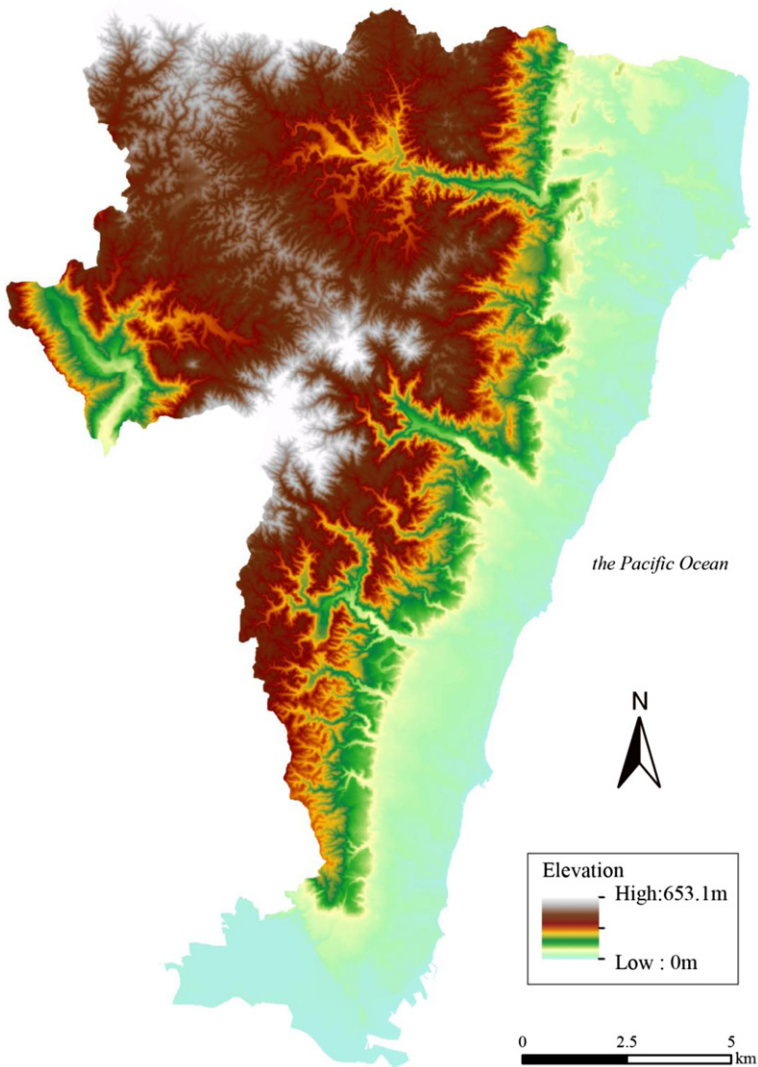 the Pacific Ocean
N
Elevation
High:653.1m
Low : 0m
0 2.5 5
km